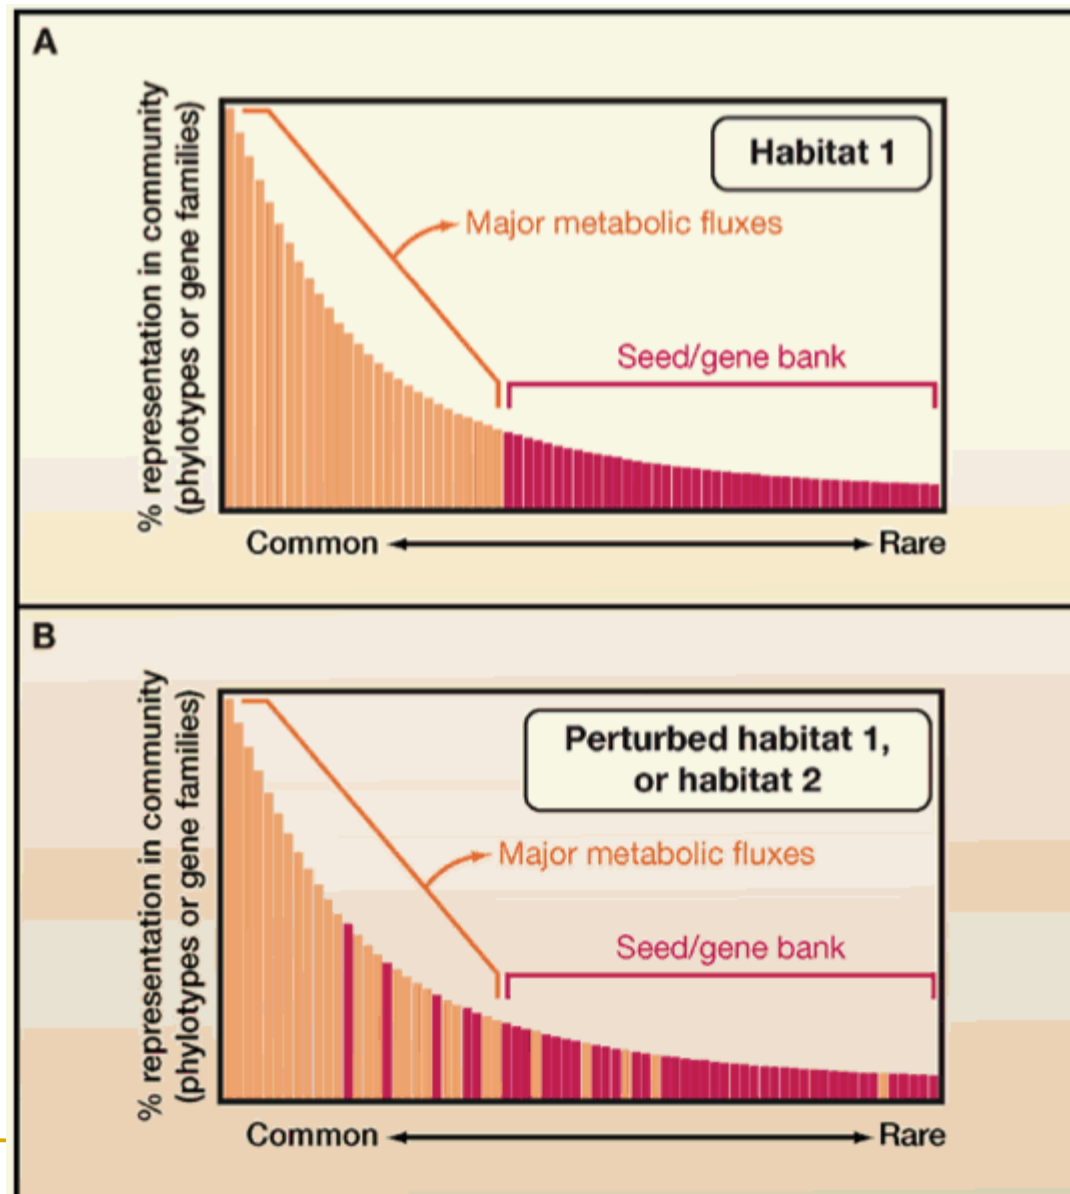 A
% representation in community
(phylotypes or gene families)
Habitat 1
Major metabolic fluxes
Seed/gene bank
Common
Rare
B
% representation in community
(phylotypes or gene families)
Perturbed habitat 1,
or habitat 2
Major metabolic fluxes
Seed/gene bank
Common
Rare